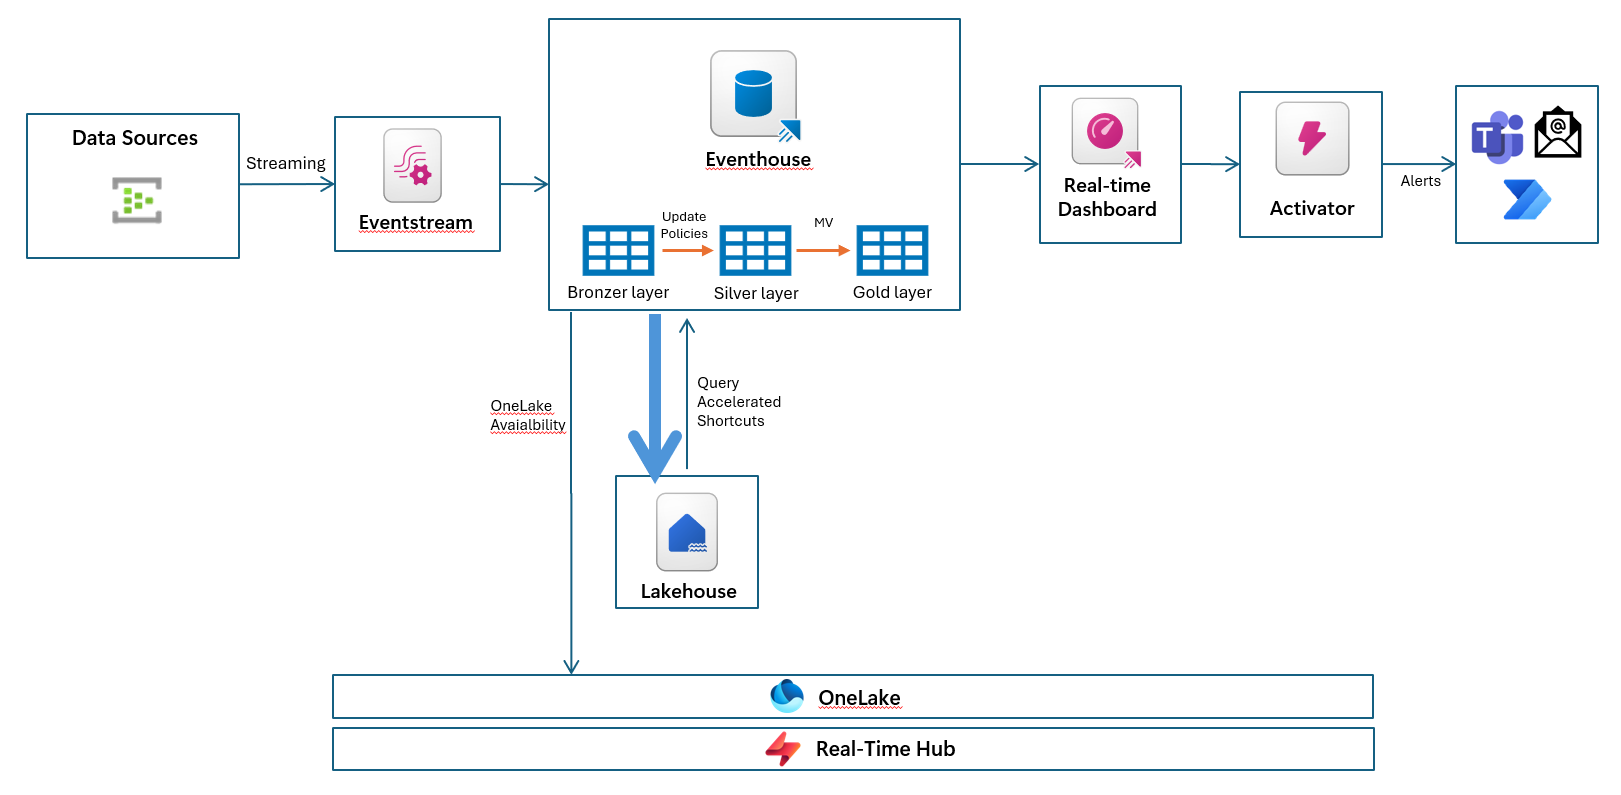 Data Sources
Streaming
Eventstream
Eventhouse
Update
Policies
MV
Bronzer layer
Silver layer
Gold layer
Real-time
Dashboard
Activator
Alerts
T
@
OneLake
Avaialbility
Query
Accelerated
Shortcuts
Lakehouse
OneLake
Real-Time Hub